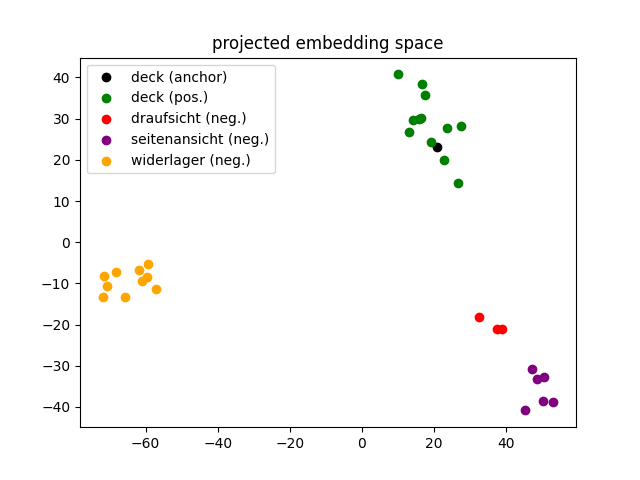 projected embedding space
deck (anchor)
deck (pos.)
draufsicht (neg.)
seitenansicht (neg.)
widerlager (neg.)
40
30
20
10
0
−10
−20
−30
−40
−60 −40 −20 0 20 40